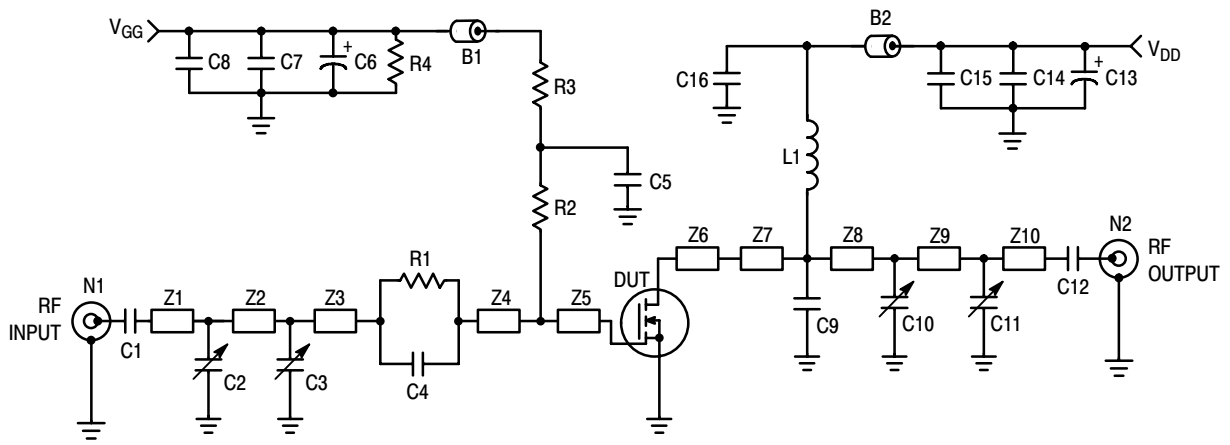 VGG
C8
C7
+
C6
R4
B1
R3
C5
R2
B2
VDD
C16
C15
C14
+
C13
L1
N1
RF
INPUT
C1
Z1
Z2
Z3
C2
C3
R1
C4
Z4
Z5
DUT
Z6
Z7
Z8
Z9
Z10
C9
C10
C11
C12
N2
RF
OUTPUT